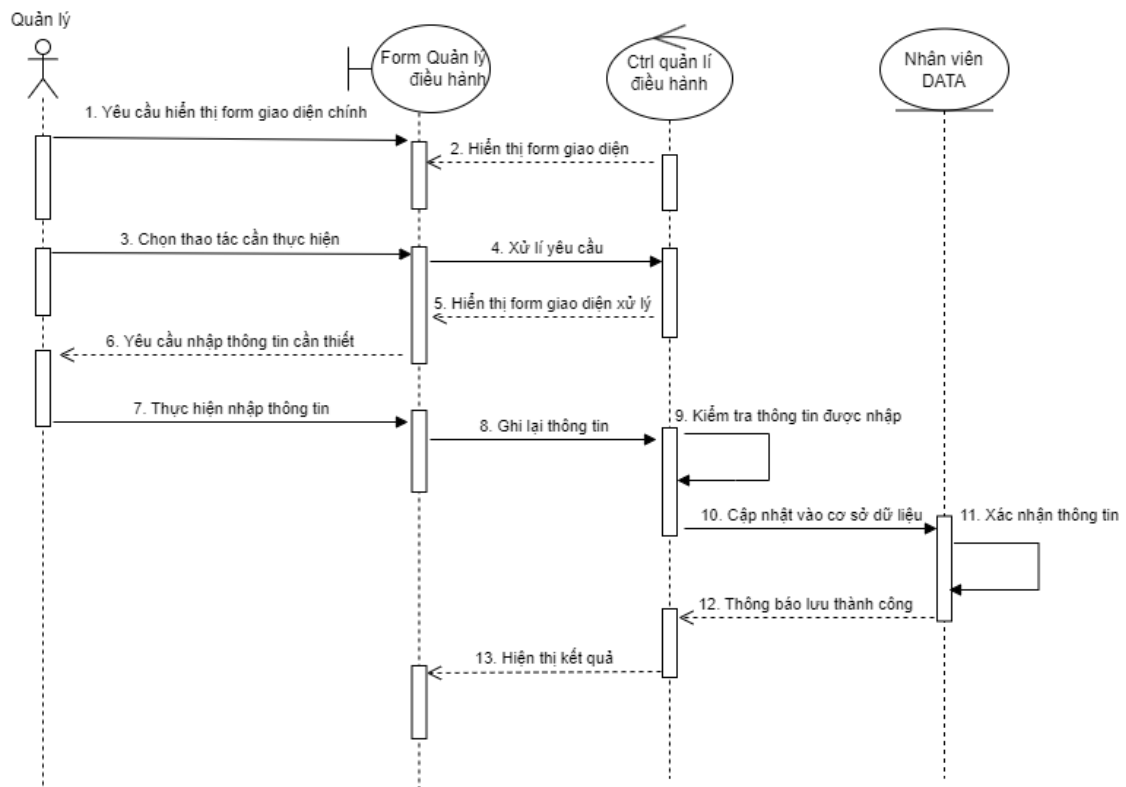 Quản lý
Form Quản lý
điều hành
Ctrl quản lí
điều hành
Nhân viên
DATA
1. Yêu cầu hiển thị form giao diện chính
2. Hiển thị form giao diện
3. Chọn thao tác cần thực hiện
4. Xử lí yêu cầu
5. Hiển thị form giao diện xử lý
6. Yêu cầu nhập thông tin cần thiết
7. Thực hiện nhập thông tin
8. Ghi lại thông tin
9. Kiểm tra thông tin được nhập
10. Cập nhật vào cơ sở dữ liệu
11. Xác nhận thông tin
12. Thông báo lưu thành công
13. Hiện thị kết quả